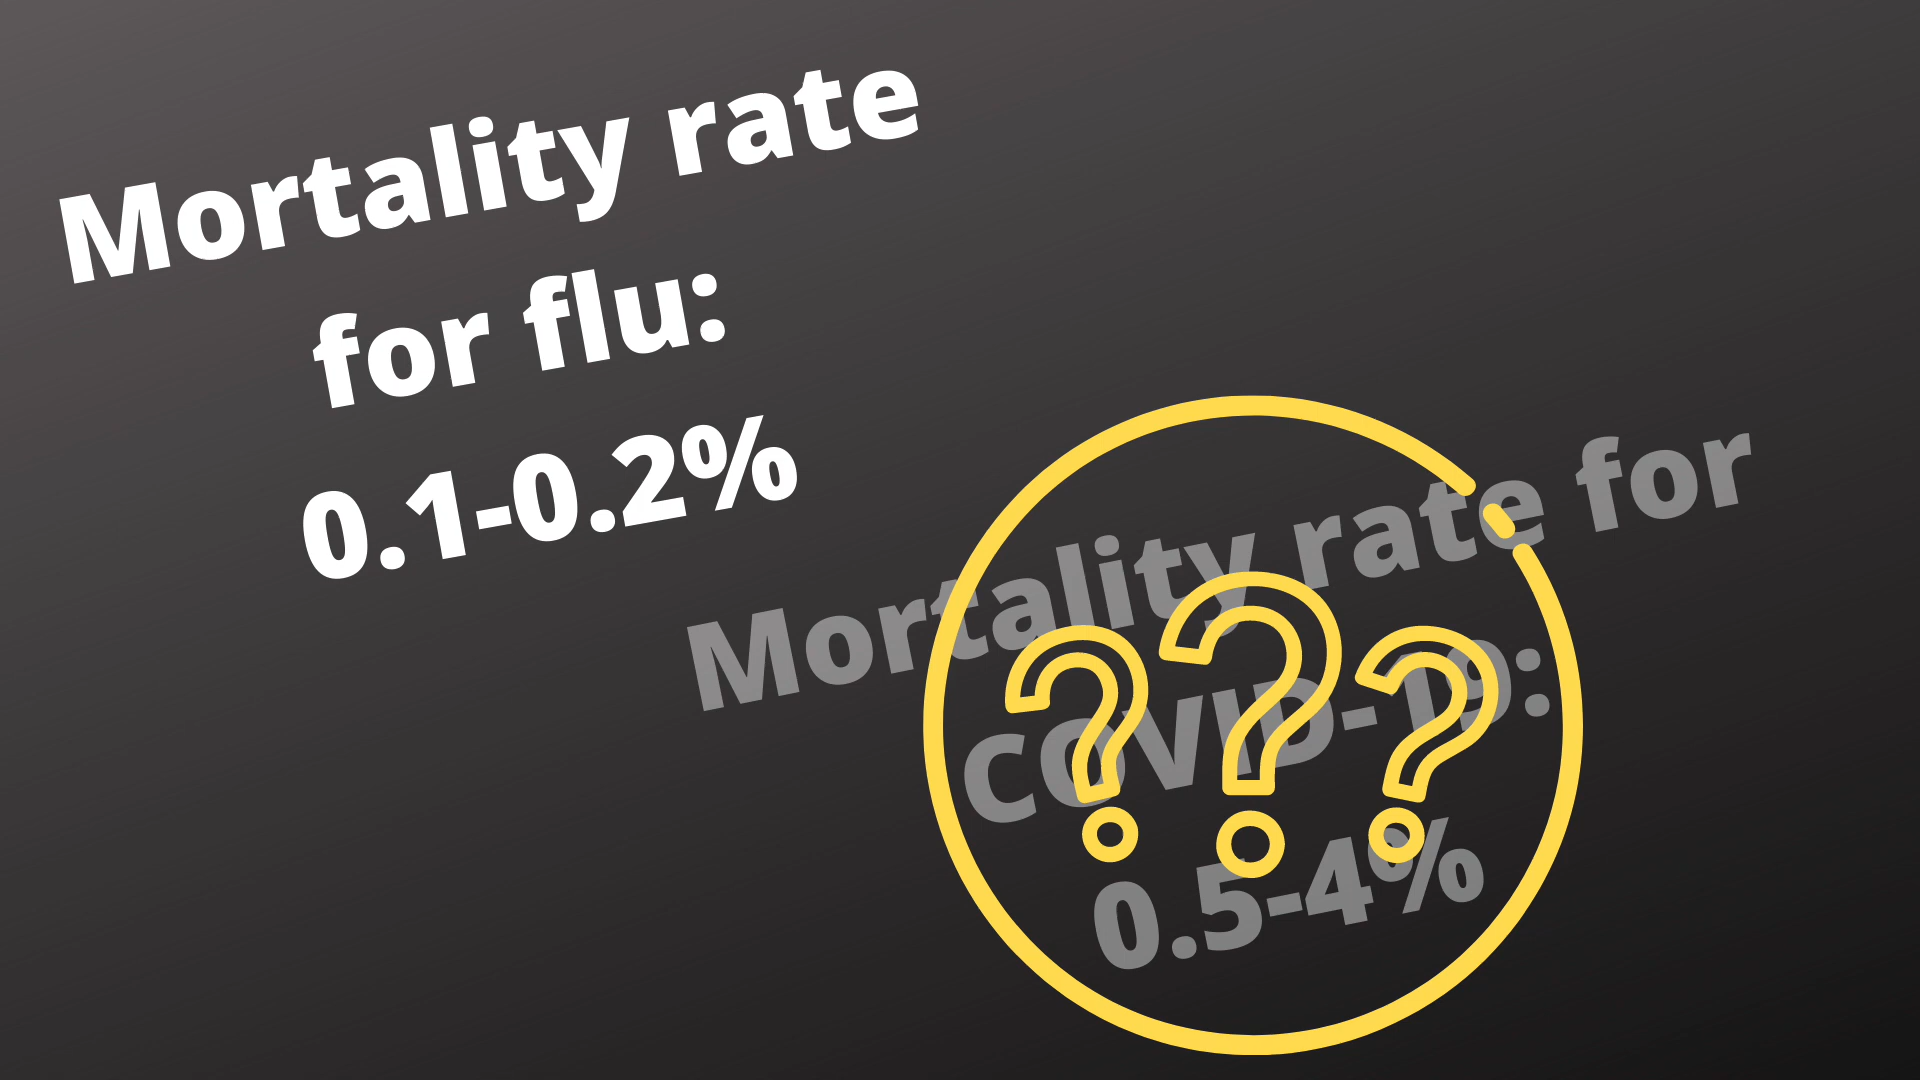 Mortality rate
for flu:
0.1-0.2%
Mortality rate for
COVID-19:
0.5-4%
???